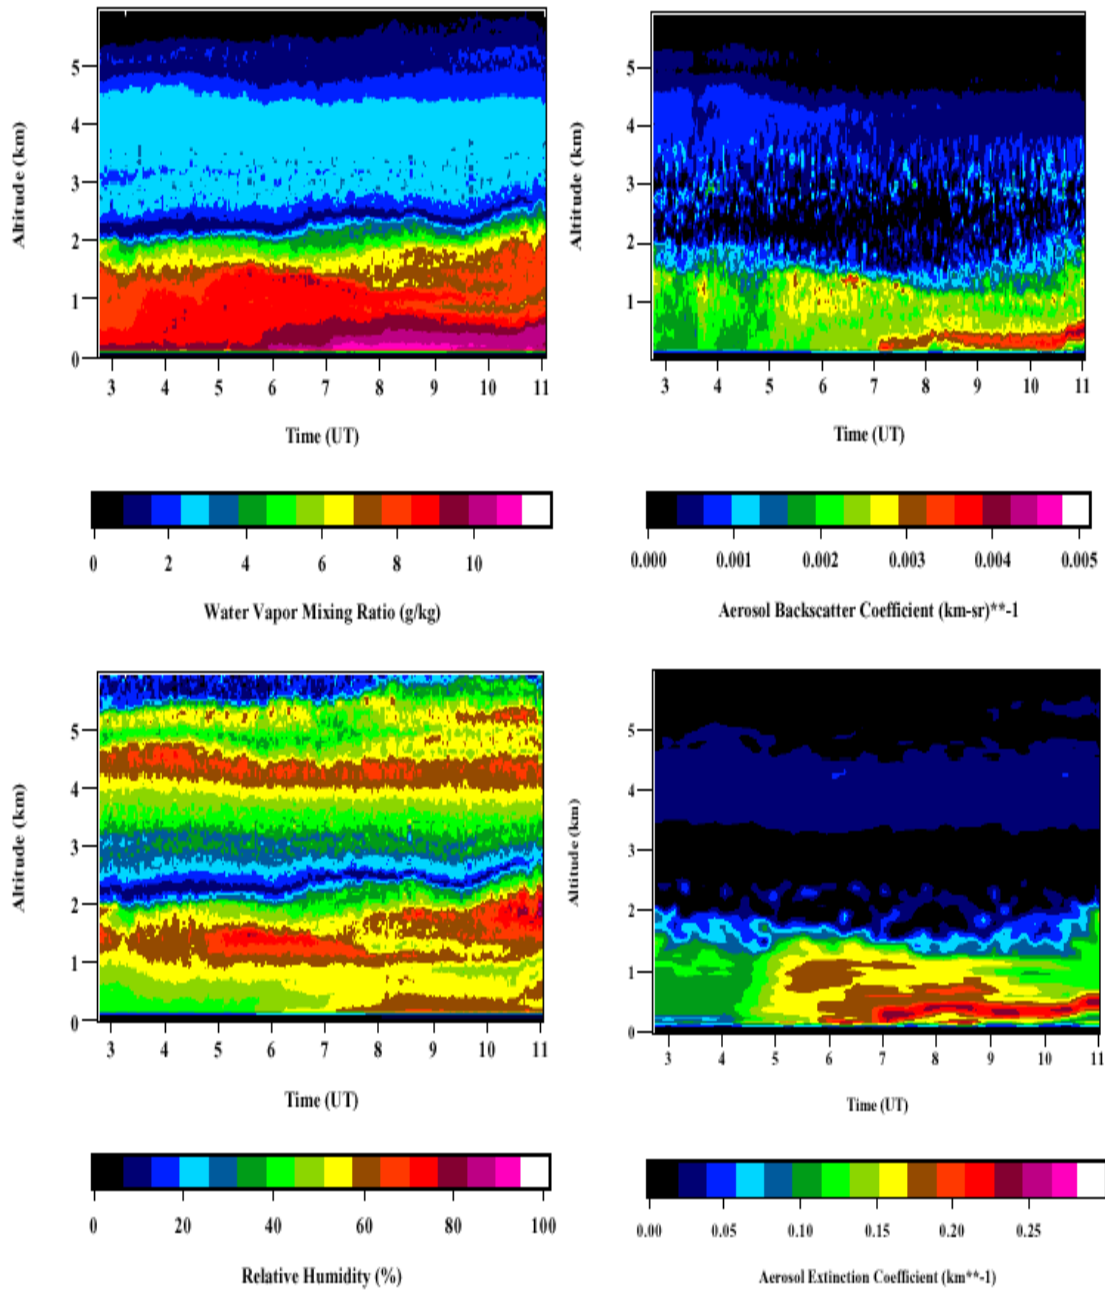 Altitude (km)
5
4
3
2
1
0
3 4 5 6 7 8 9 10 11
Time (UT)
0 2 4 6 8 10
Water Vapor Mixing Ratio (g/kg)
Altitude (km)
5
4
3
2
1
3 4 5 6 7 8 9 10 11
Time (UT)
0.000 0.001 0.002 0.003 0.004 0.005
Aerosol Backscatter Coefficient (km-sr)**-1
Altitude (km)
5
4
3
2
1
0
3 4 5 6 7 8 9 10 11
Time (UT)
0 20 40 60 80 100
Relative Humidity (%)
Altitude (km)
5
4
3
2
1
0
3 4 5 6 7 8 9 10 11
Time (UT)
0.00 0.05 0.10 0.15 0.20 0.25
Aerosol Extinction Coefficient (km**-1)